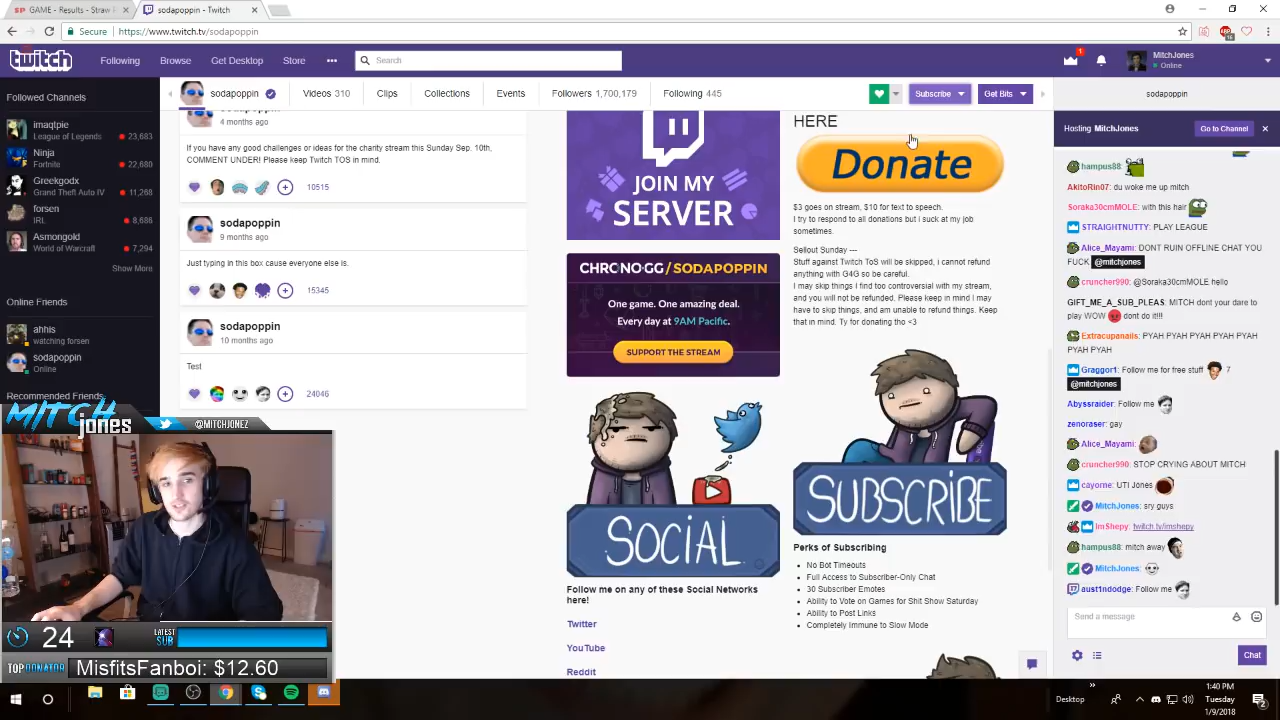 GAME - Results - Straw P
sodapoppin - Twitch
Secure
https://www.twitch.tv/sodapoppin
twitch
Following
Browse
Get Desktop
Store
Search
1
MitchJones
Online
Followed Channels
imaqtpie
League of Legends
23,683
Ninja
Fortnite
22,680
Greekgodx
Grand Theft Auto IV
11,268
forsen
IRL
8,686
Asmongold
World of Warcraft
7,294
Show More
Online Friends
ahhis
watching forsen
sodapoppin
Online
Recommended Friends
sodapoppin
Videos 310
Clips
Collections
Events
Followers 1,700,179
Following 445
Subscribe
Get Bits
sodapoppin
4 months ago
If you have any good challenges or ideas for the charity stream this Sunday Sep. 10th,
COMMENT UNDER! Please keep Twitch TOS in mind.
10515
sodapoppin
9 months ago
Just typing in this box cause everyone else is.
15345
sodapoppin
10 months ago
Test
24046
JOIN MY
SERVER
CHRONO.GG / SODAPOPPIN
One game. One amazing deal.
Every day at 9AM Pacific.
SUPPORT THE STREAM
SOCIAL
Follow me on any of these Social Networks
here!
Twitter
YouTube
Reddit
HERE
Donate
$3 goes on stream, $10 for text to speech.
I try to respond to all donations but i suck at my job
sometimes.
Sellout Sunday ---
Stuff against Twitch ToS will be skipped, i cannot refund
anything with G4G so be careful.
I may skip things I find too controversial with my stream,
and you will not be refunded. Please keep in mind I may
have to skip things, and am unable to refund things. Keep
that in mind. Ty for donating tho <3
SUBSCRIBE
Perks of Subscribing
No Bot Timeouts
Full Access to Subscriber-Only Chat
30 Subscriber Emotes
Ability to Vote on Games for Shit Show Saturday
Ability to Post Links
Completely Immune to Slow Mode
sodapoppin
Hosting MitchJones
Go to Channel
hampus88:
AkitoRin07: du woke me up mitch
Soraka30cmMOLE: with this hair
STRAIGHTNUTTY: PLAY LEAGUE
Alice_Mayami: DONT RUIN OFFLINE CHAT YOU
FUCK @mitchjones
cruncher990: @Soraka30cmMOLE hello
GIFT_ME_A_SUB_PLEAS: MITCH dont your dare to
play WOW dont do it!!!
Extracupanails: PYAH PYAH PYAH PYAH PYAH
PYAH PYAH
Graggor1: Follow me for free stuff 7
@mitchjones
Abyssraider: Follow me
zenoraser: gay
Alice_Mayami:
cruncher990: STOP CRYING ABOUT MITCH!
cayorne: UTI Jones
MitchJones: sry guys
ImShepy: twitch.tv/imshepy
hampus88: mitch away
MitchJones:
aust1ndodge: Follow me
Send a message
Chat
MITCH
jones
@MITCHJONEZ
24
LATEST
SUB
TOP DONATOR
MisfitsFanboi: $12.60
Desktop
1:40 PM
Tuesday
1/9/2018
2